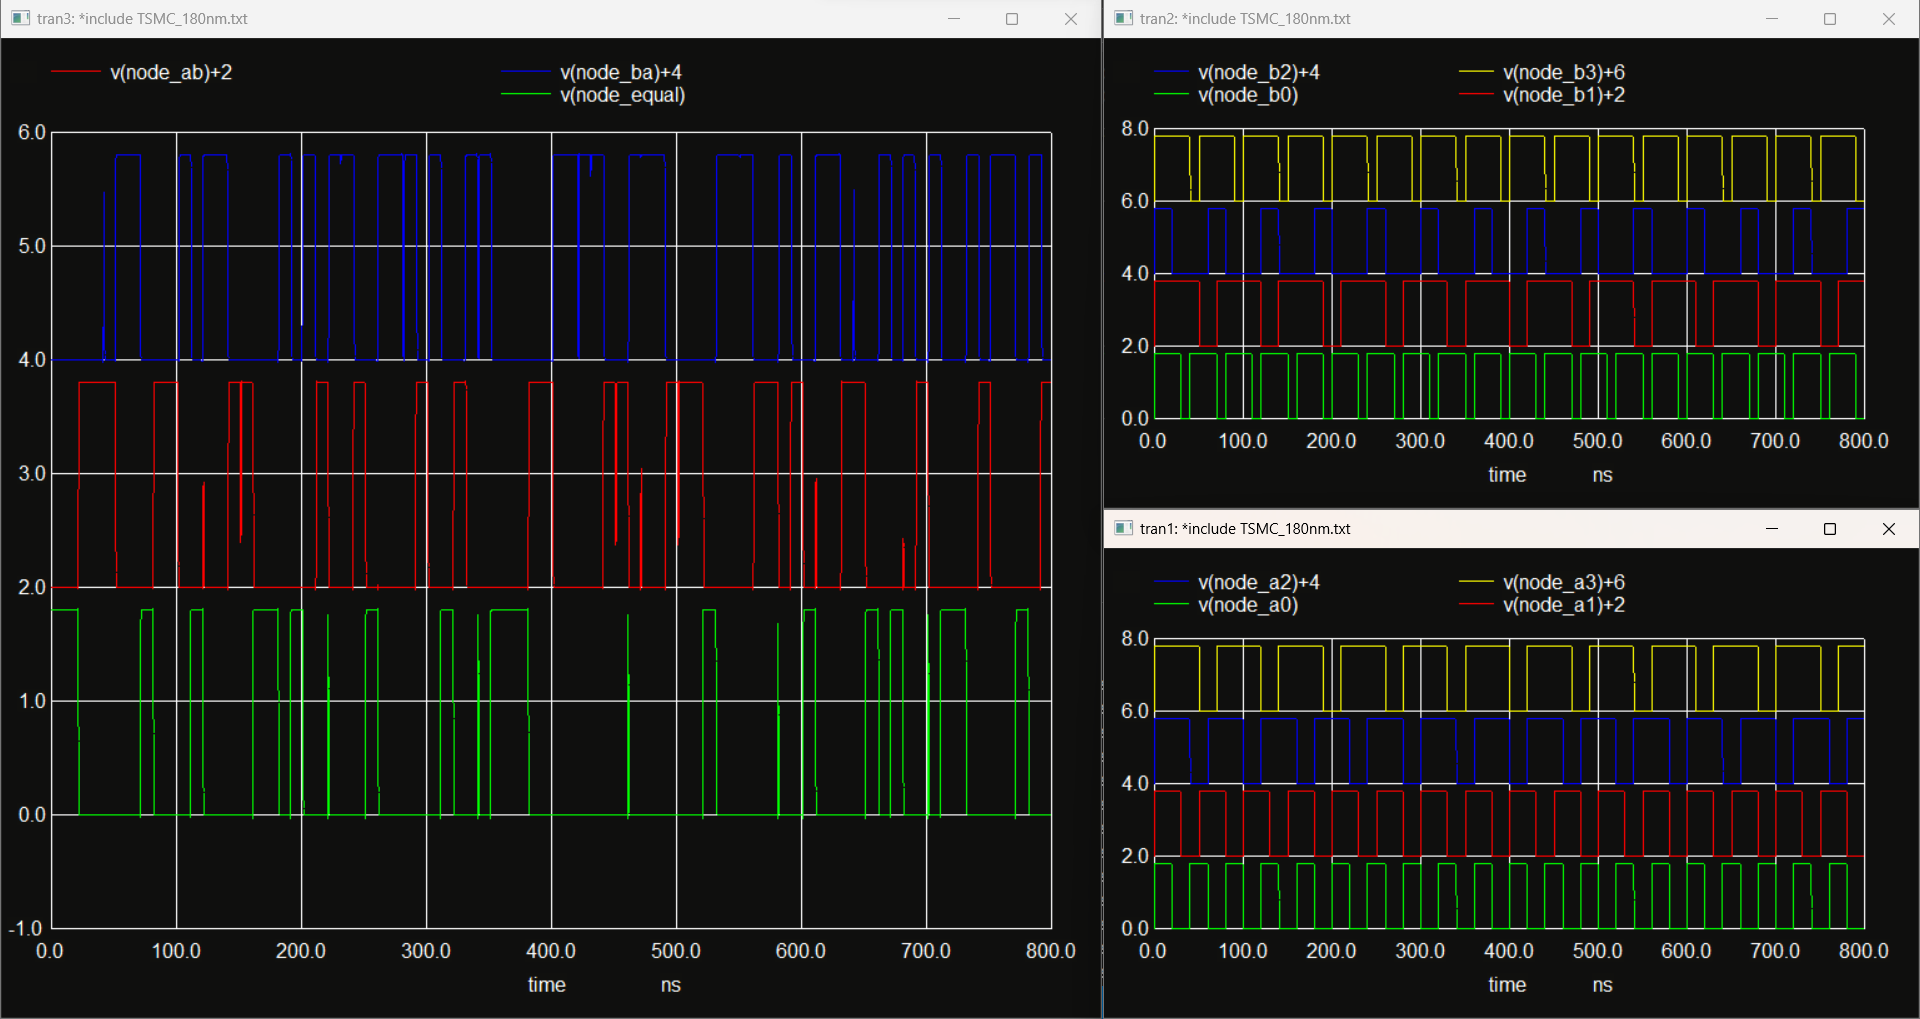 tran3: *include TSMC_180nm.txt
v(node_ab)+2
v(node_ba)+4
v(node_equal)
6.0
5.0
4.0
3.0
2.0
1.0
0.0
-1.0
0.0 100.0 200.0 300.0 400.0 500.0 600.0 700.0 800.0
time ns
tran2: *include TSMC_180nm.txt
v(node_b2)+4 v(node_b3)+6
v(node_b0) v(node_b1)+2
8.0
6.0
4.0
2.0
0.0
0.0 100.0 200.0 300.0 400.0 500.0 600.0 700.0 800.0
time ns
tran1: *include TSMC_180nm.txt
v(node_a2)+4 v(node_a3)+6
v(node_a0) v(node_a1)+2
8.0
6.0
4.0
2.0
0.0
0.0 100.0 200.0 300.0 400.0 500.0 600.0 700.0 800.0
time ns